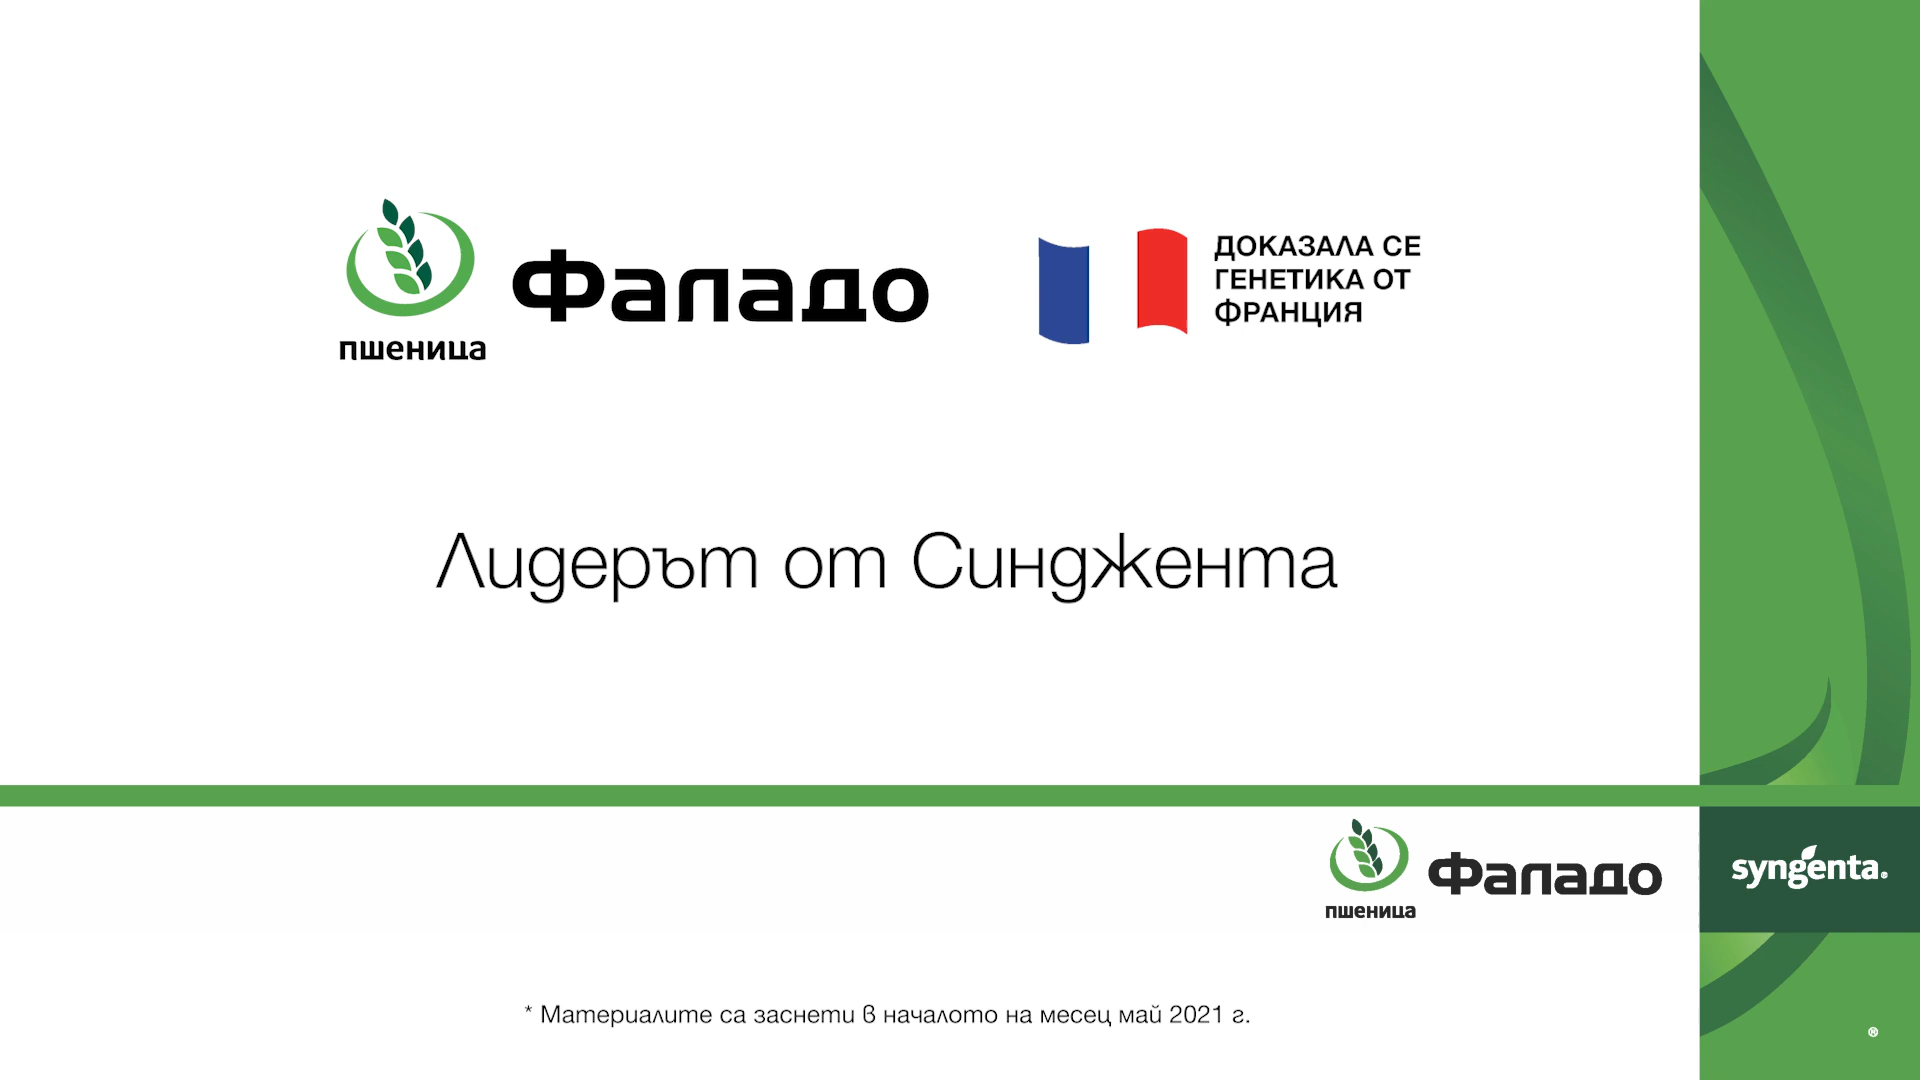 пшеница
Фаладо
ДОКАЗАЛА СЕ
ГЕНЕТИКА ОТ
ФРАНЦИЯ
Лидерът от Синджента
пшеница
Фаладо
syngenta®
* Материалите са заснети в началото на месец май 2021 г.
®